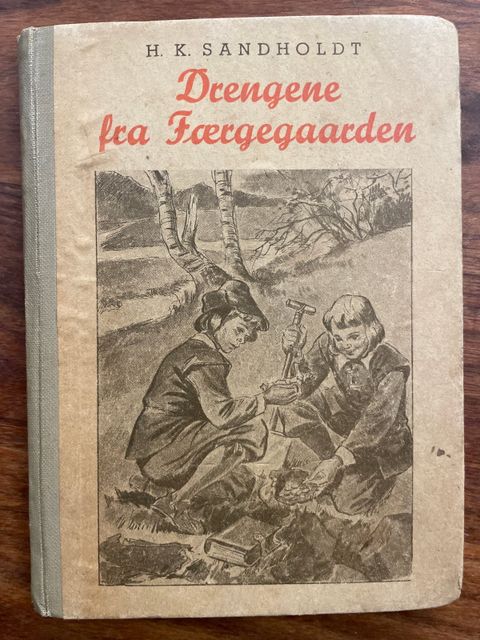 H. K. SANDHOLDT
Drengene
fra Færgegaarden